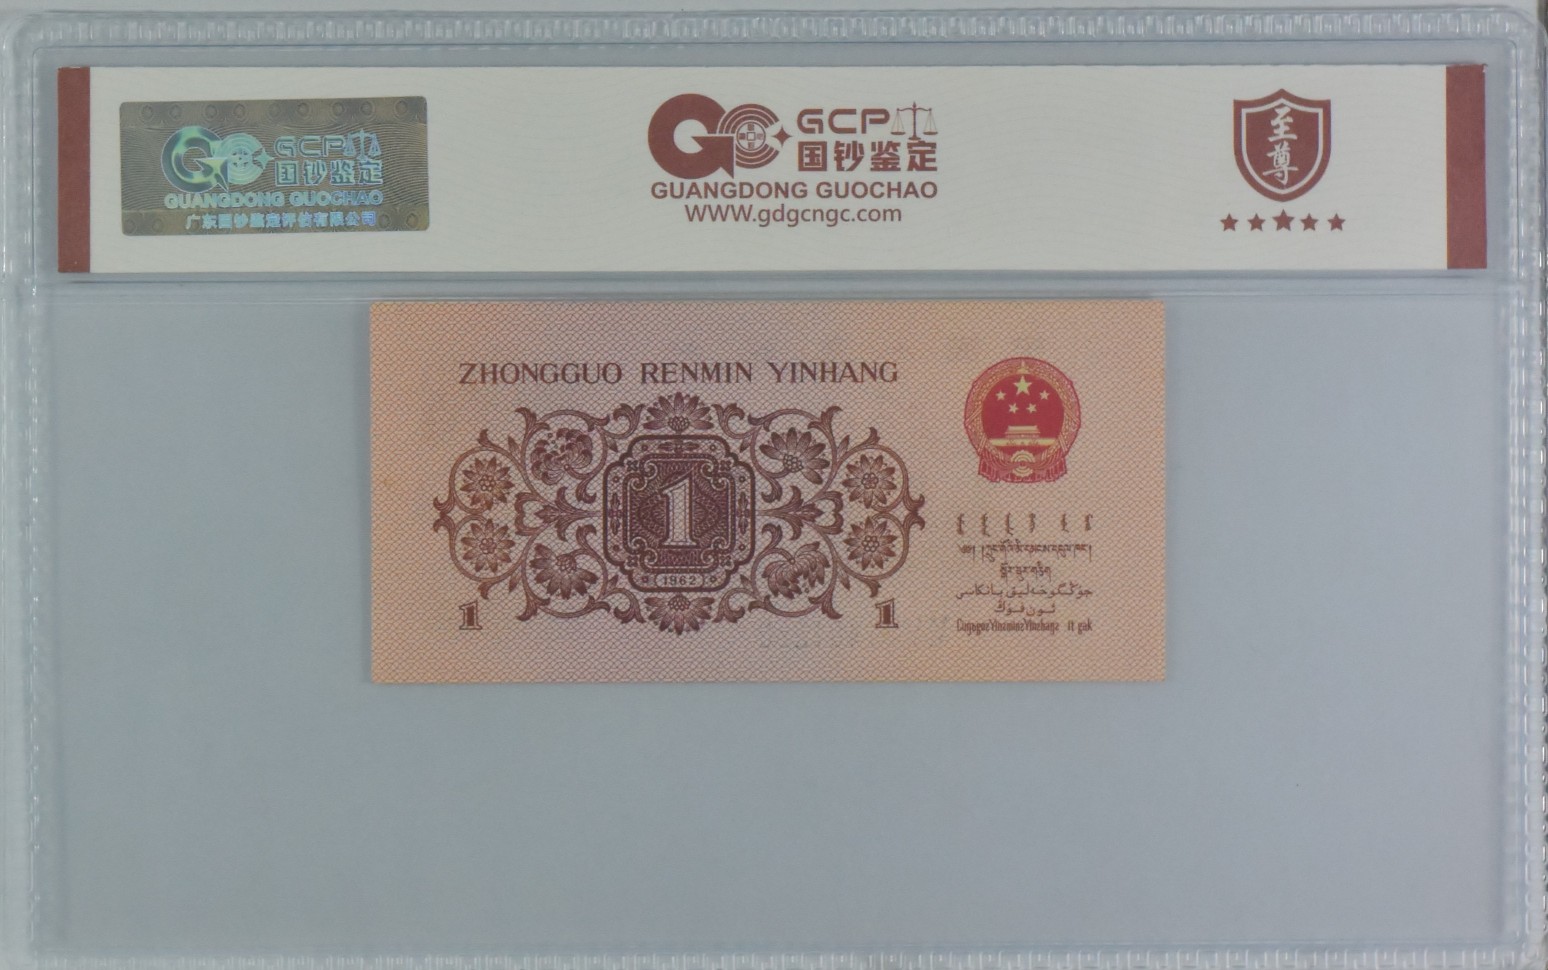 GCP
国钞鉴定
GUANGDONG GUOCHAO
广东国钞鉴定评估有限公司
GCP
国钞鉴定
GUANGDONG GUOCHAO
WWW.gdgcngc.com
至尊
ZHONGGUO RENMIN YINHANG
1
1962
1
1
جۇڭگوخەلىق بانكاسى